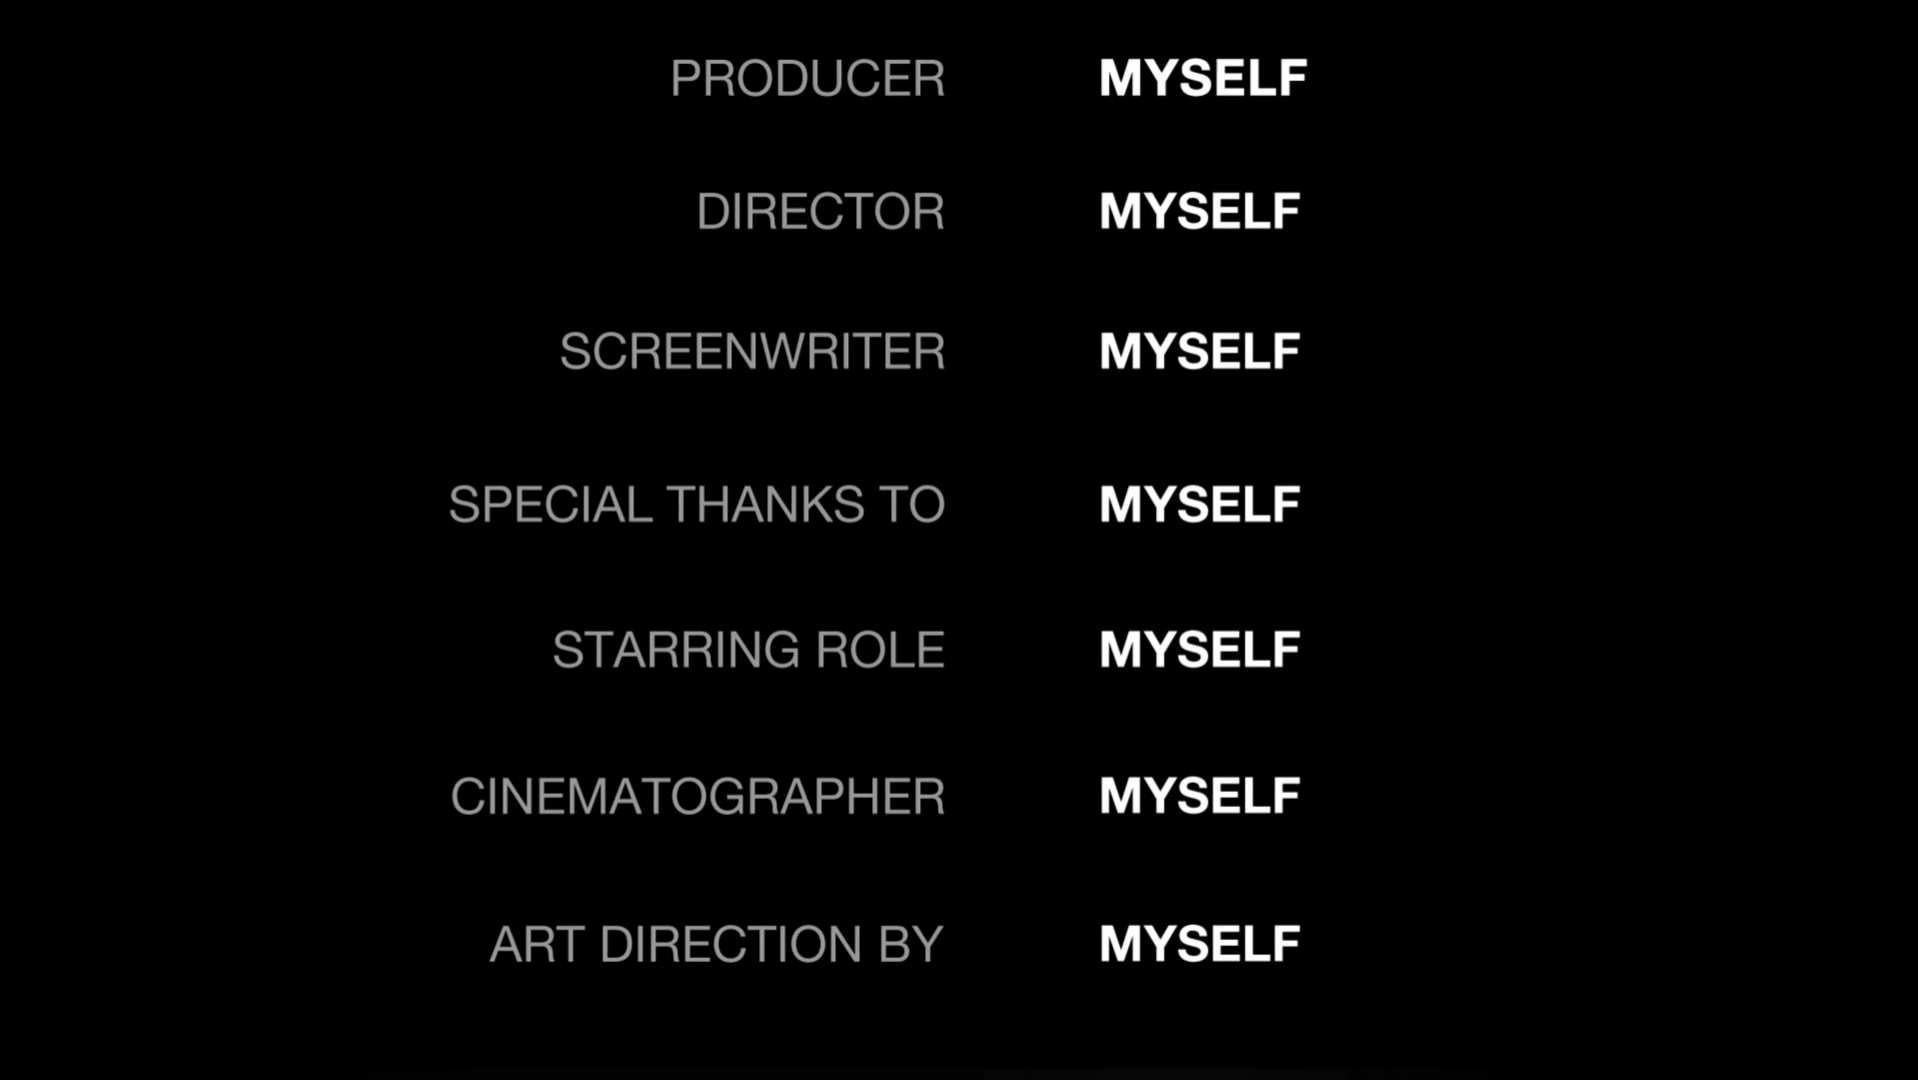 PRODUCER MYSELF
DIRECTOR MYSELF
SCREENWRITER MYSELF
SPECIAL THANKS TO MYSELF
STARRING ROLE MYSELF
CINEMATOGRAPHER MYSELF
ART DIRECTION BY MYSELF